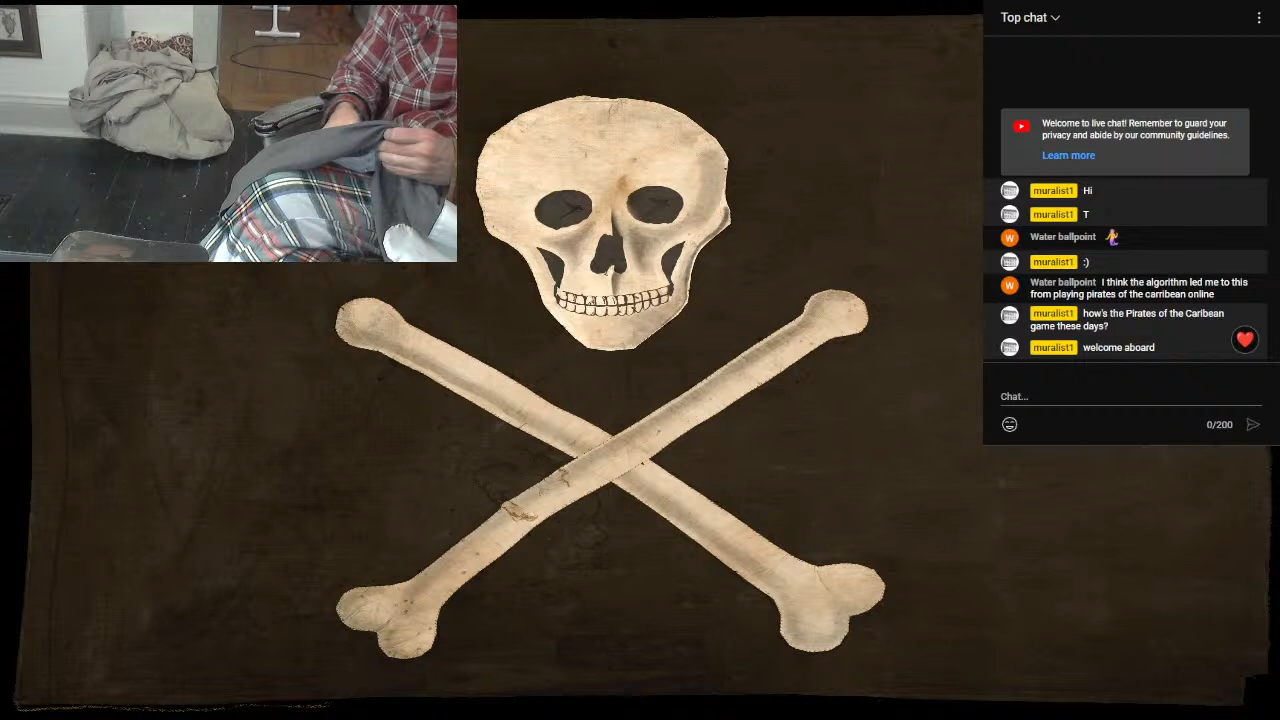 Top chat
Welcome to live chat! Remember to guard your
privacy and abide by our community guidelines.
Learn more
muralist1 Hi
muralist1 T
Water ballpoint 🧜‍♀️
muralist1 :)
Water ballpoint I think the algorithm led me to this
from playing pirates of the carribean online
muralist1 how's the Pirates of the Caribean
game these days?
muralist1 welcome aboard
Chat...
0/200